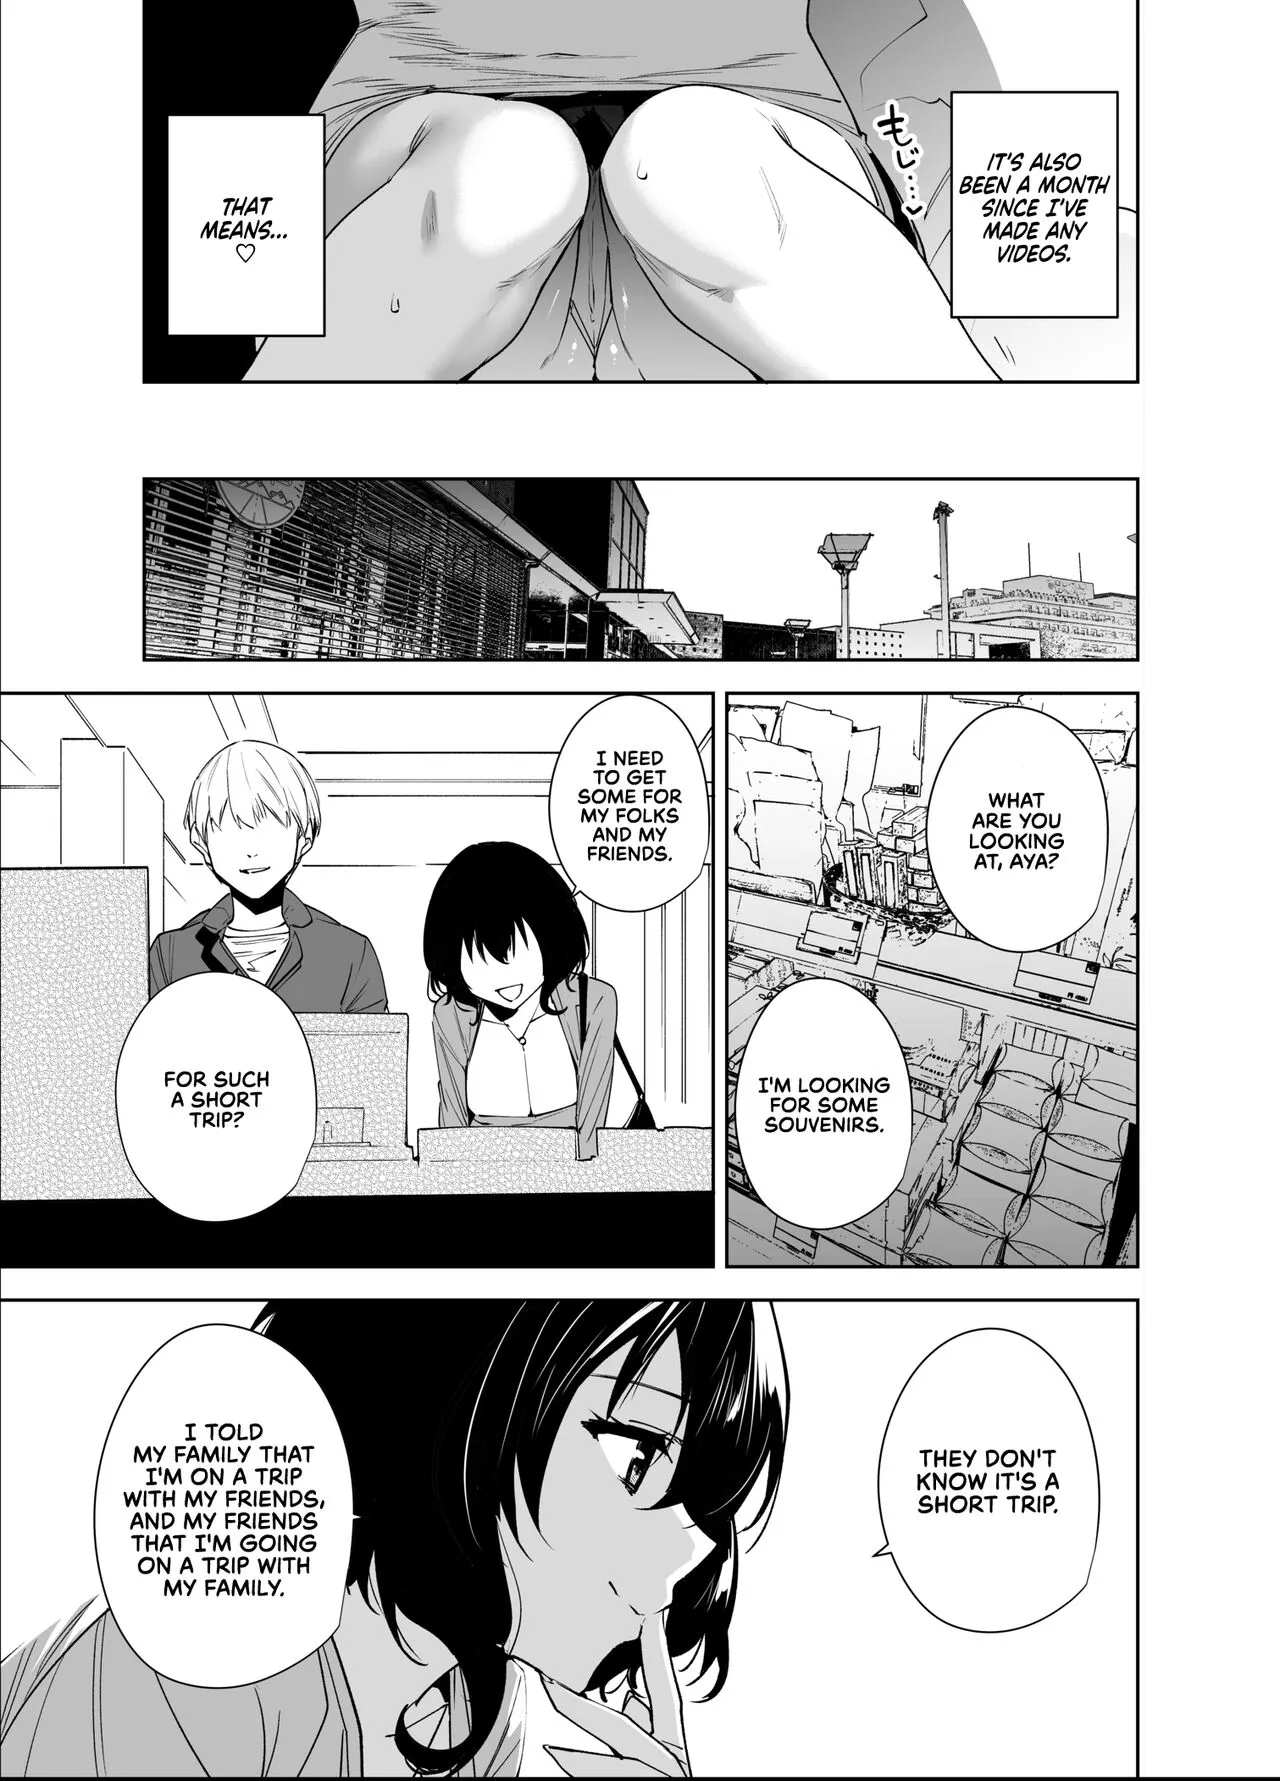 IT'S ALSO
BEEN A MONTH
SINCE I'VE
MADE ANY
VIDEOS.
もじ…♡
THAT
MEANS...
♡
WHAT
ARE YOU
LOOKING
AT, AYA?
I'M LOOKING
FOR SOME
SOUVENIRS.
I NEED
TO GET
SOME FOR
MY FOLKS
AND MY
FRIENDS.
FOR SUCH
A SHORT
TRIP?
THEY DON'T
KNOW IT'S A
SHORT TRIP.
I TOLD
MY FAMILY THAT
I'M ON A TRIP
WITH MY FRIENDS,
AND MY FRIENDS
THAT I'M GOING
ON A TRIP WITH
MY FAMILY.